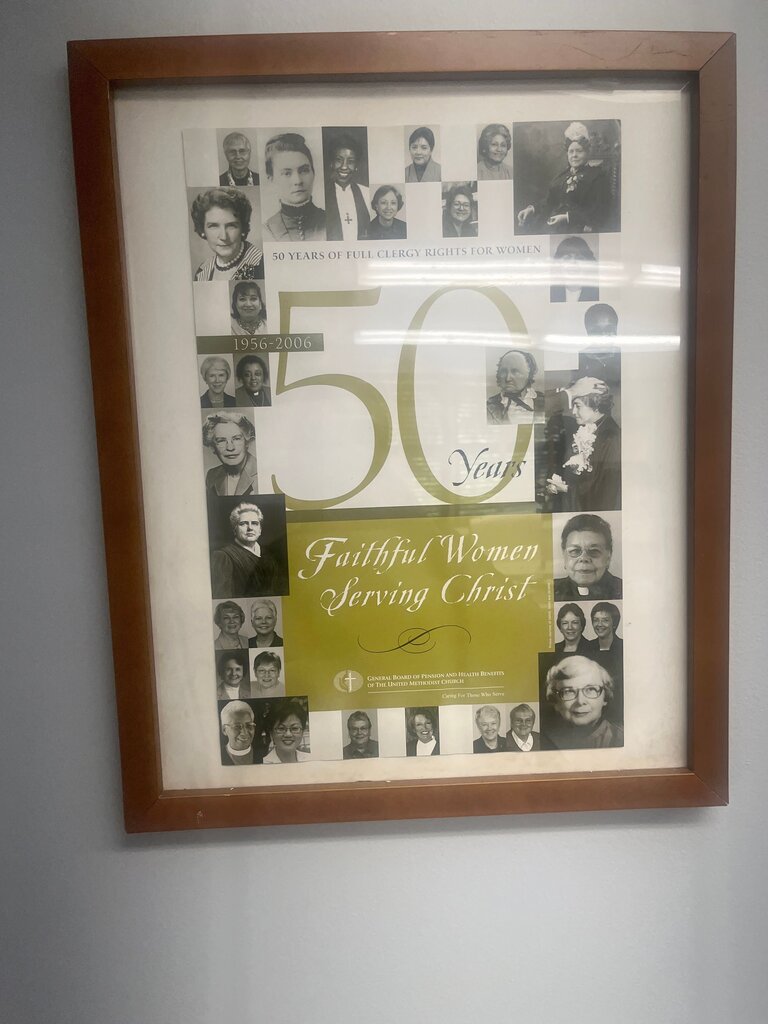 50 YEARS OF FULL CLERGY RIGHTS FOR WOMEN
1956-2006
50
Years
Faithful Women
Serving Christ
GENERAL BOARD OF PENSION AND HEALTH BENEFITS
OF THE UNITED METHODIST CHURCH
Caring For Those Who Serve